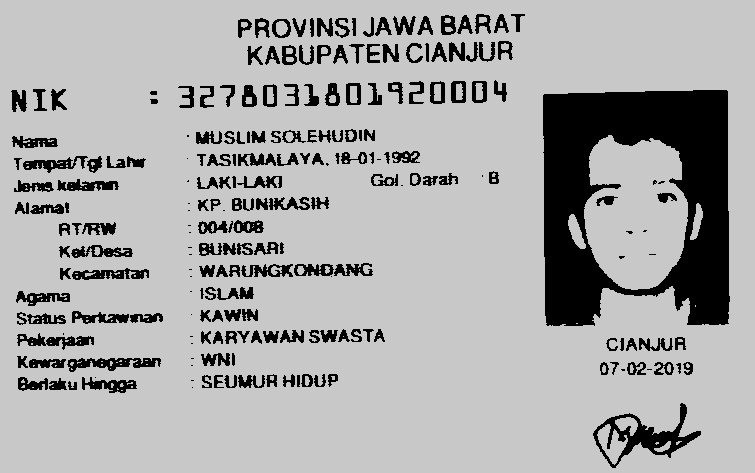 PROVINSI JAWA BARAT
KABUPATEN CIANJUR
NIK : 3278031801920004
Nama : MUSLIM SOLEHUDIN
Tempat/Tgl Lahir : TASIKMALAYA, 18-01-1992
Jenis kelamin : LAKI-LAKI Gol. Darah : B
Alamat : KP. BUNIKASIH
RT/RW : 004/008
Kel/Desa : BUNISARI
Kecamatan : WARUNGKONDANG
Agama : ISLAM
Status Perkawinan : KAWIN
Pekerjaan : KARYAWAN SWASTA
Kewarganegaraan : WNI
Berlaku Hingga : SEUMUR HIDUP
CIANJUR
07-02-2019